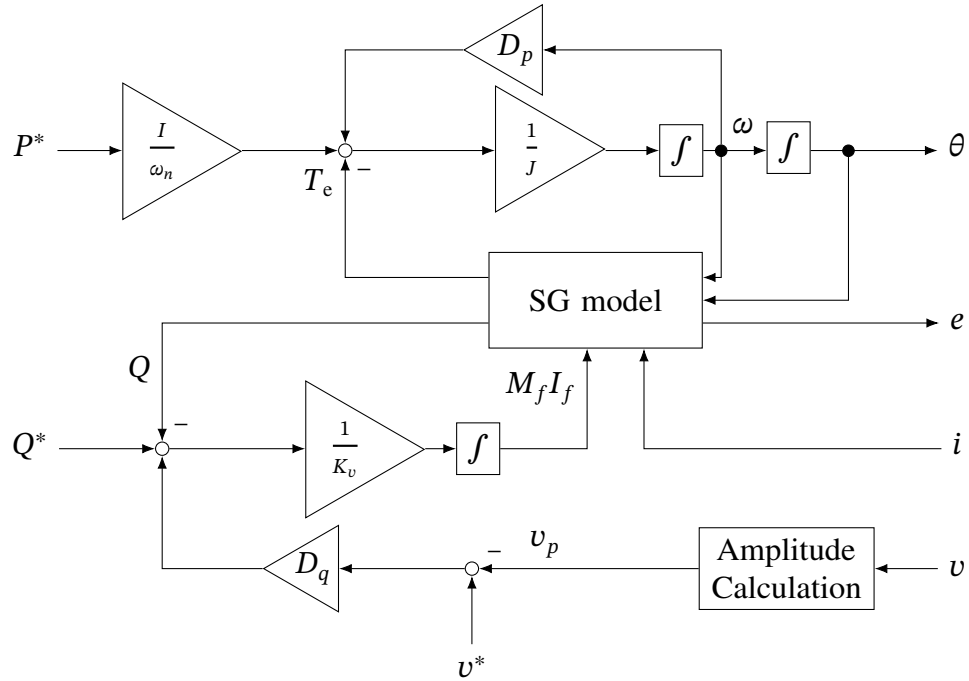 D_p
P*
I
ω_n
T_e
−
1
J
∫
ω
∫
θ
SG model
e
Q
M_f I_f
Q*
−
1
K_v
∫
i
D_q
−
v_p
Amplitude
Calculation
v
v*